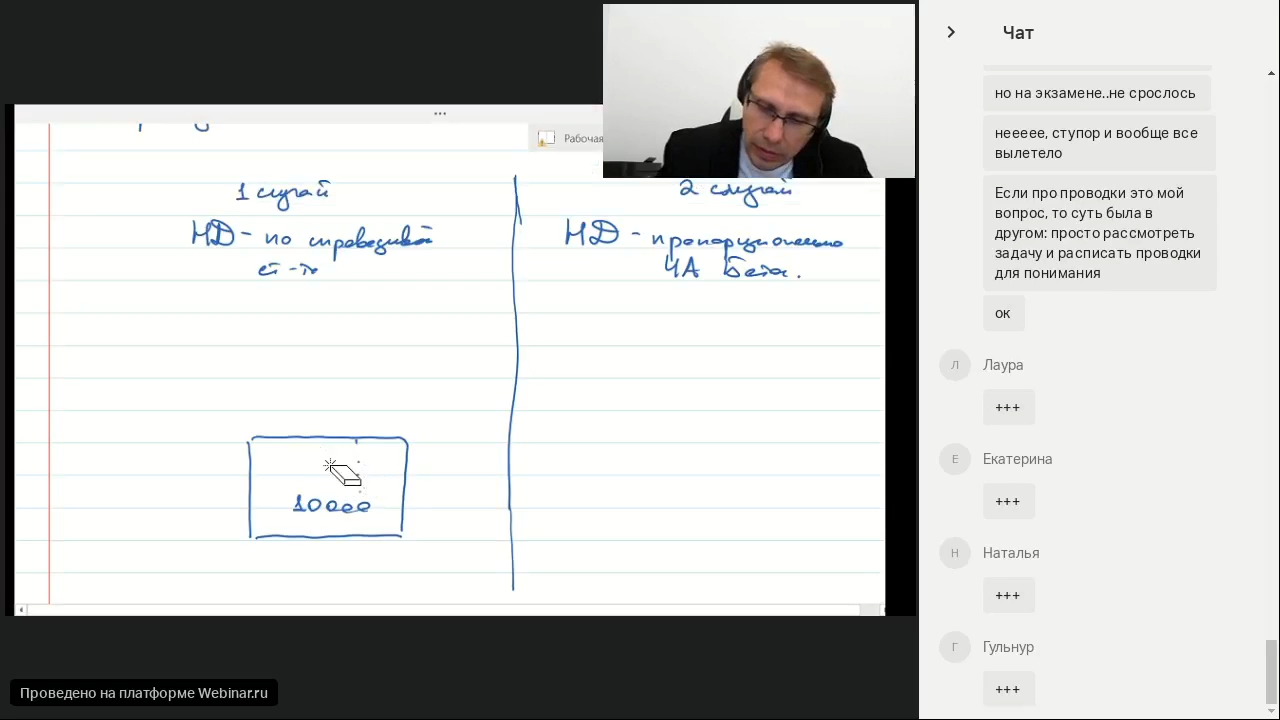 Чат
но на экзамене..не срослось
неееее, ступор и вообще все
вылетело
Если про проводки это мой
вопрос, то суть была в
другом: просто рассмотреть
задачу и расписать проводки
для понимания
ок
Л Лаура
+++
Е Екатерина
+++
Н Наталья
+++
Г Гульнур
+++
Рабочая
1 случай
НД - по справедливой
ст-ти
2 случай
НД - пропорционально
ЧА Бета.
10000
Проведено на платформе Webinar.ru